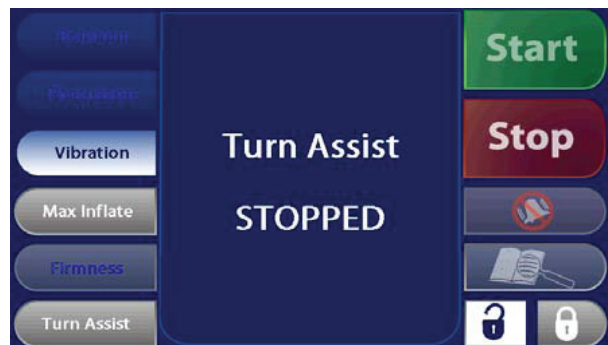 Vibration
Max Inflate
Firmness
Turn Assist
Turn Assist
STOPPED
Start
Stop